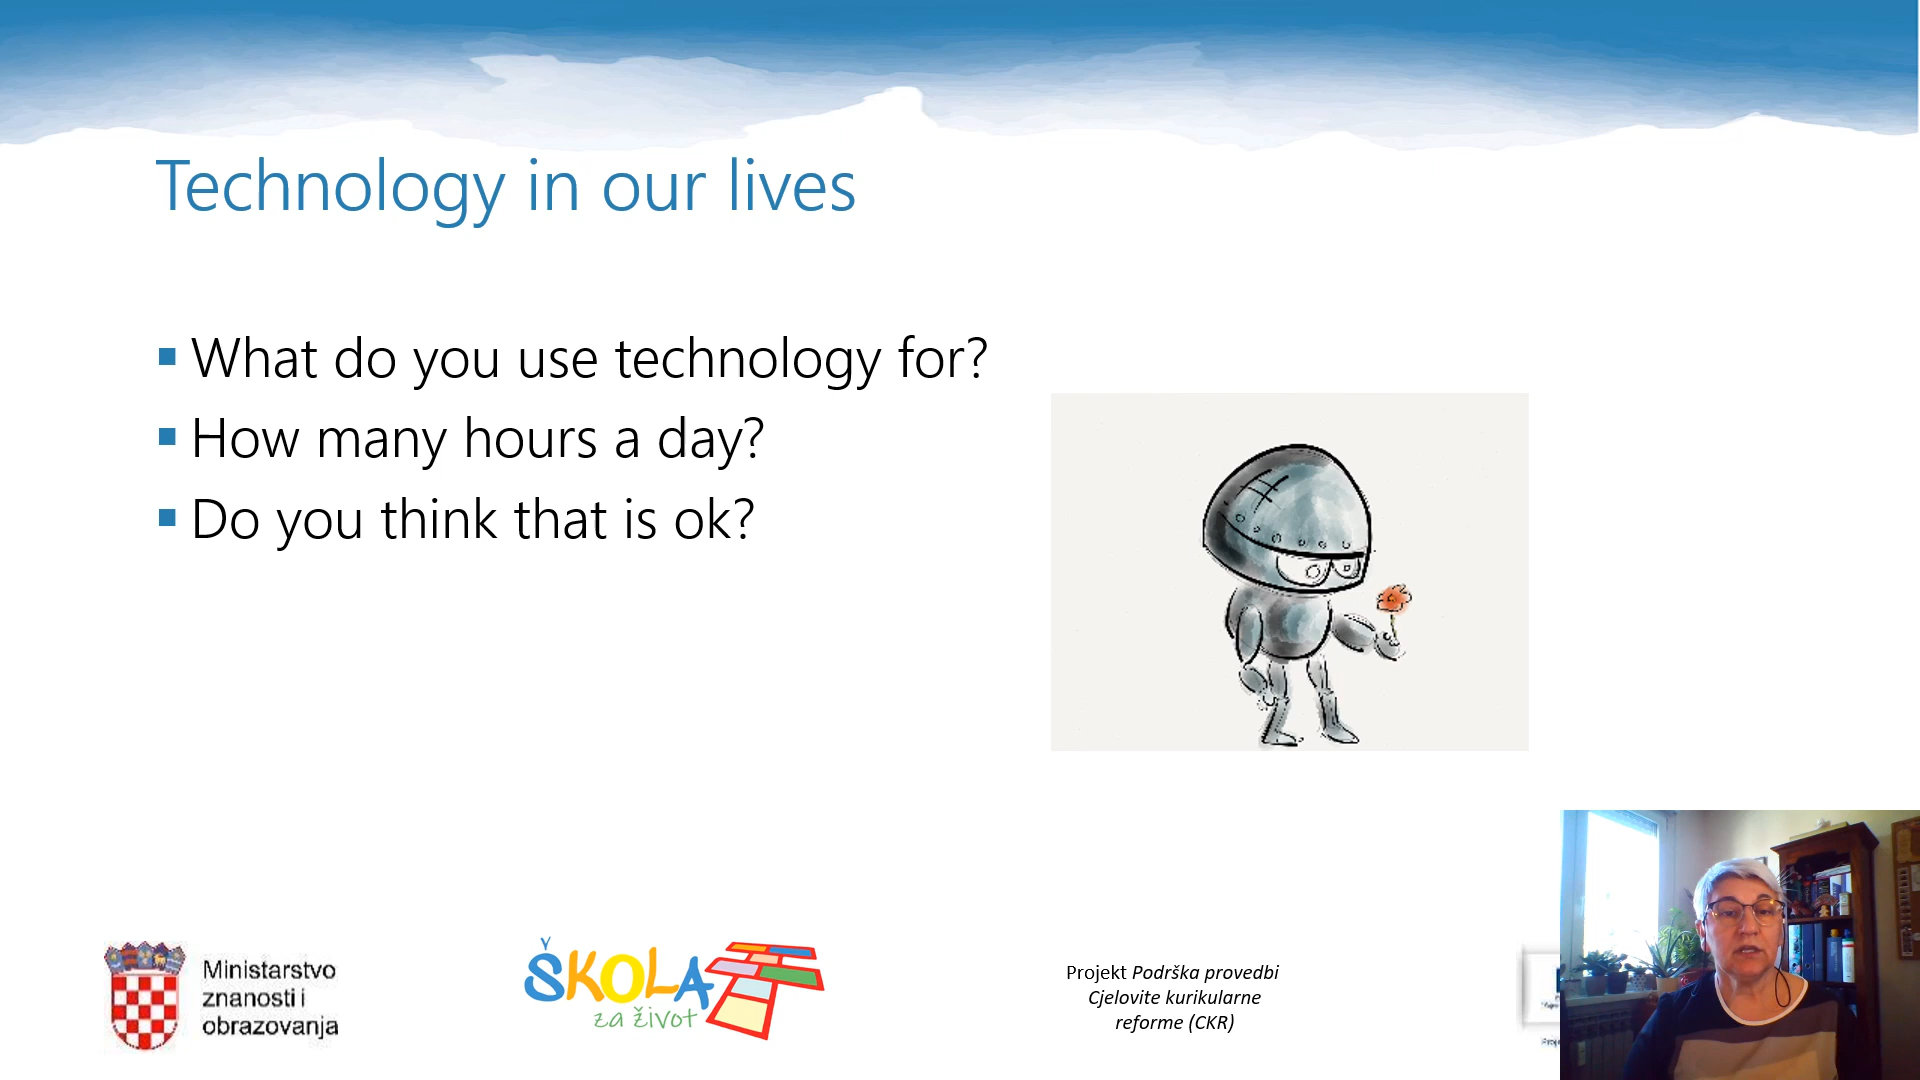 Technology in our lives
What do you use technology for?
How many hours a day?
Do you think that is ok?
Ministarstvo
znanosti i
obrazovanja
ŠKOLA
za život
Projekt Podrška provedbi
Cjelovite kurikularne
reforme (CKR)